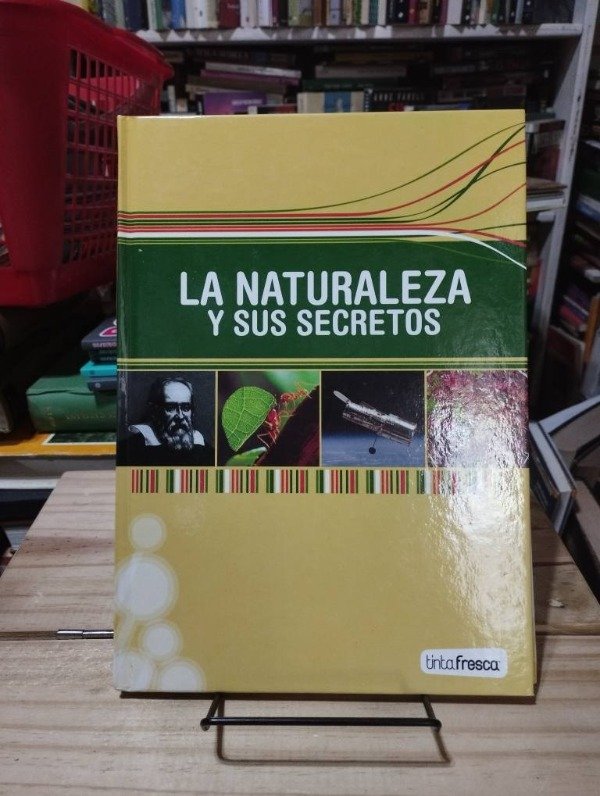 LA NATURALEZA
Y SUS SECRETOS
tintafresca